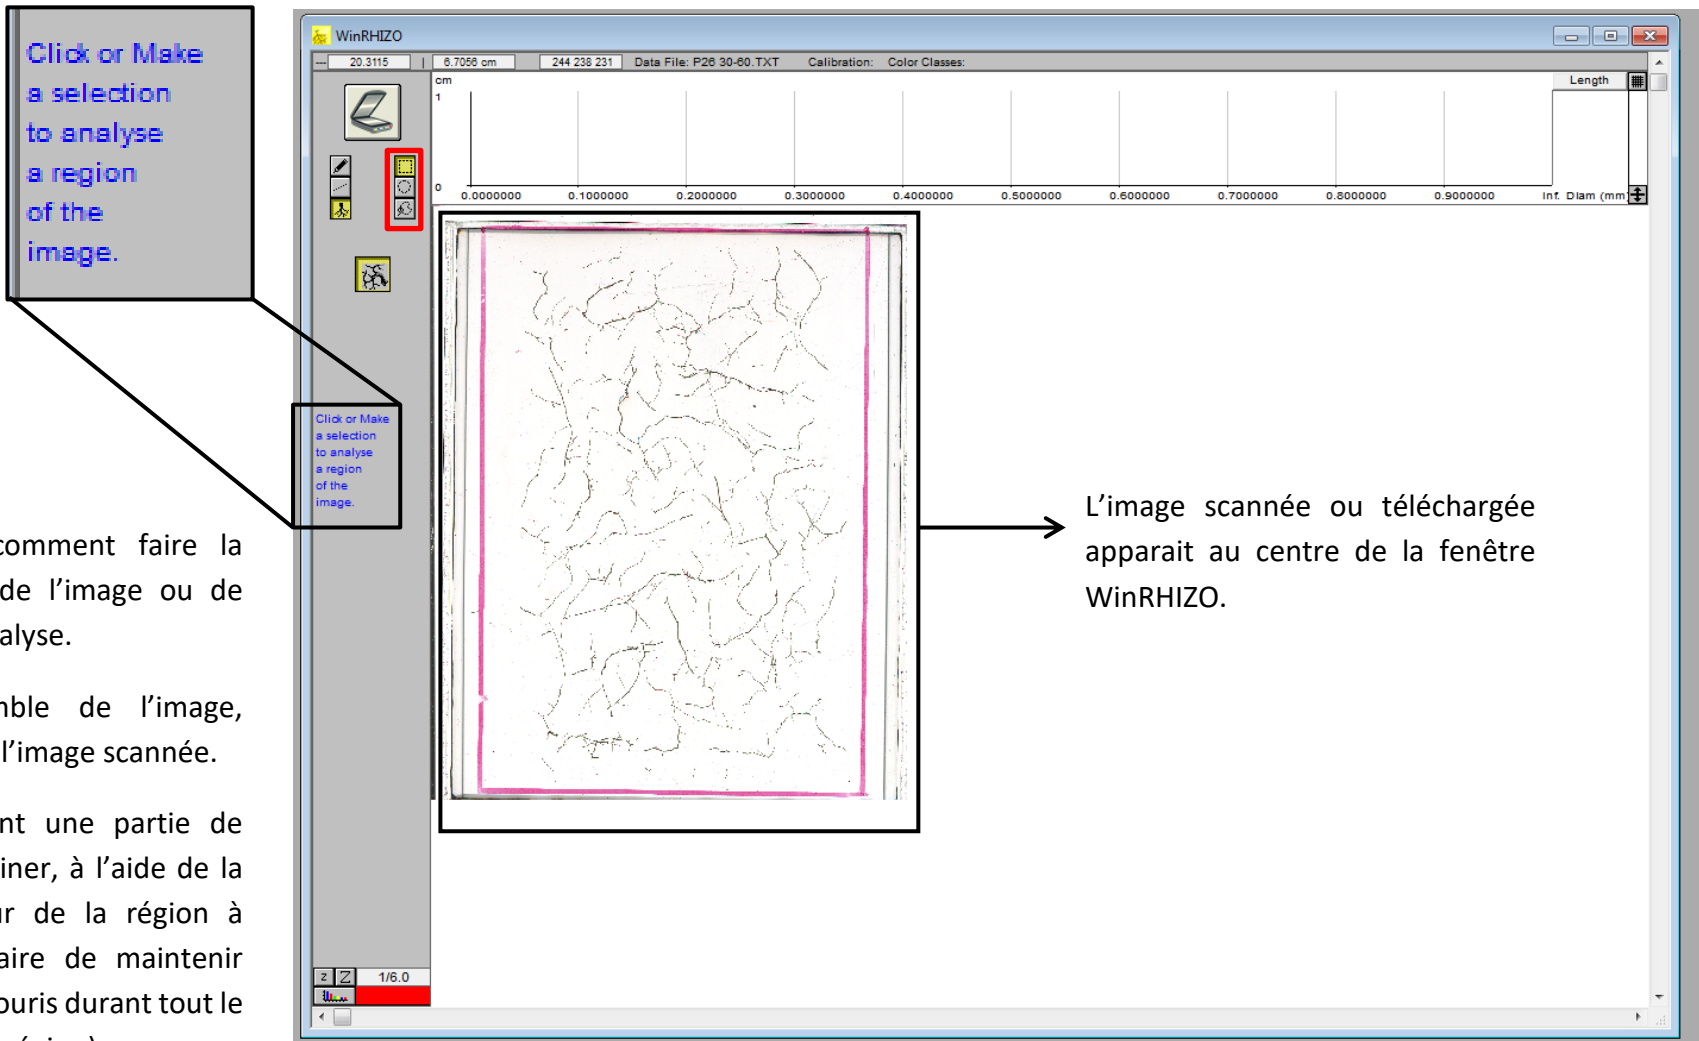 Click or Make
a selection
to analyse
a region
of the
image.
comment faire la
de l’image ou de
alyse.
mble de l’image,
l’image scannée.
nt une partie de
iner, à l’aide de la
ur de la région à
aire de maintenir
ouris durant tout le
WinRHIZO
20.3115 | 6.7056 cm 244 238 231 Data File: P26 30-60.TXT Calibration: Color Classes:
cm
1
0
0.0000000 0.1000000 0.2000000 0.3000000 0.4000000 0.5000000 0.6000000 0.7000000 0.8000000 0.9000000 Inf. Diam (mm)
Length
Click or Make
a selection
to analyse
a region
of the
image.
z Z 1/6.0
L’image scannée ou téléchargée
apparait au centre de la fenêtre
WinRHIZO.